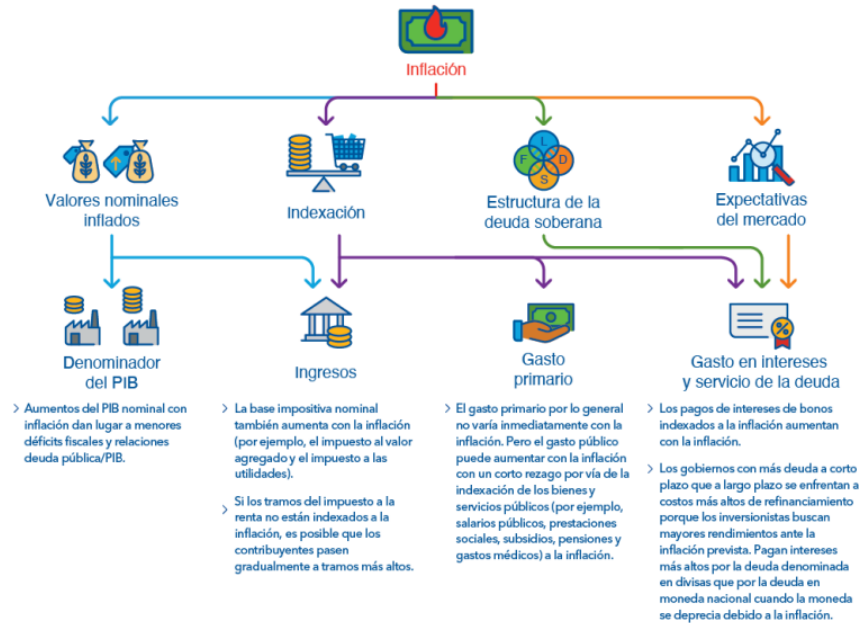 Inflación
Valores nominales
inflados
Indexación
L
F
D
S
Estructura de la
deuda soberana
Expectativas
del mercado
Denominador
del PIB
Ingresos
Gasto
primario
%
Gasto en intereses
y servicio de la deuda
> Aumentos del PIB nominal con
inflación dan lugar a menores
déficits fiscales y relaciones
deuda pública/PIB.
> La base impositiva nominal
también aumenta con la inflación
(por ejemplo, el impuesto al valor
agregado y el impuesto a las
utilidades).
> Si los tramos del impuesto a la
renta no están indexados a la
inflación, es posible que los
contribuyentes pasen
gradualmente a tramos más altos.
> El gasto primario por lo general
no varía inmediatamente con la
inflación. Pero el gasto público
puede aumentar con la inflación
con un corto rezago por vía de la
indexación de los bienes y
servicios públicos (por ejemplo,
salarios públicos, prestaciones
sociales, subsidios, pensiones y
gastos médicos) a la inflación.
> Los pagos de intereses de bonos
indexados a la inflación aumentan
con la inflación.
> Los gobiernos con más deuda a corto
plazo que a largo plazo se enfrentan a
costos más altos de refinanciamiento
porque los inversionistas buscan
mayores rendimientos ante la
inflación prevista. Pagan intereses
más altos por la deuda denominada
en divisas que por la deuda en
moneda nacional cuando la moneda
se deprecia debido a la inflación.